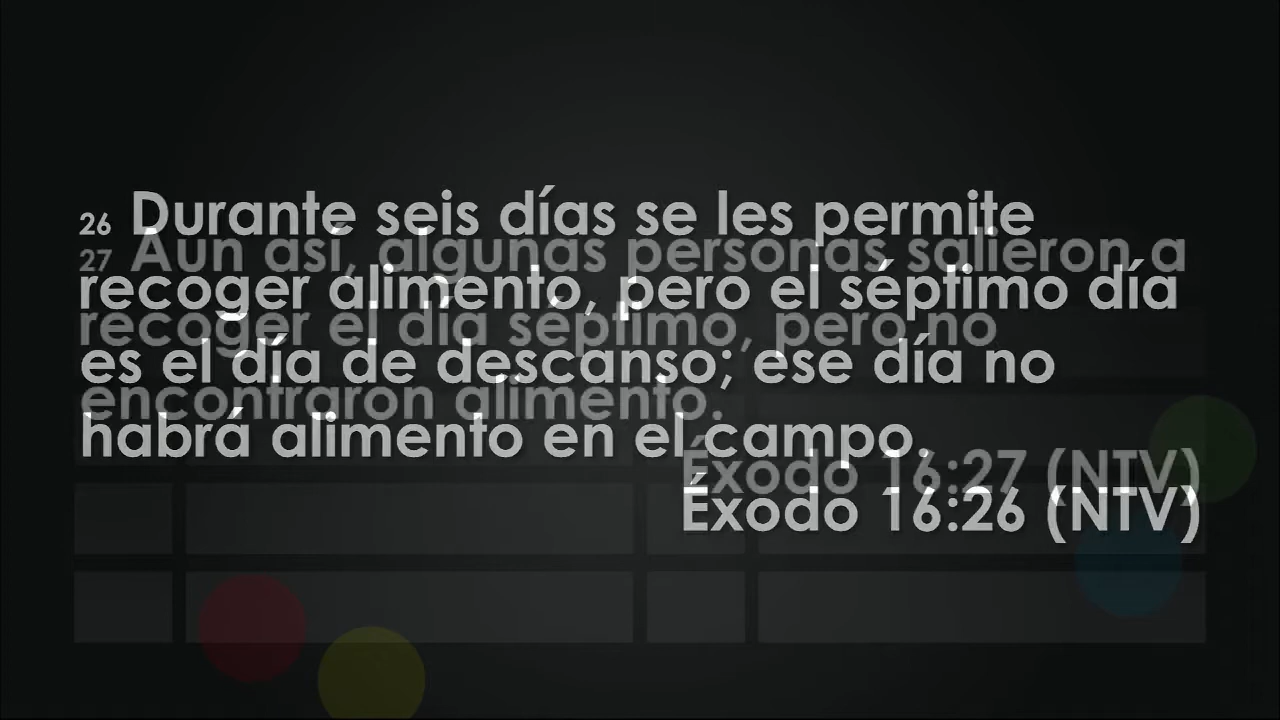 26 Durante seis días se les permite
recoger alimento, pero el séptimo día
es el día de descanso; ese día no
habrá alimento en el campo.
Éxodo 16:26 (NTV)
27 Aun así, algunas personas salieron a
recoger el día séptimo, pero no
encontraron alimento.
Éxodo 16:27 (NTV)